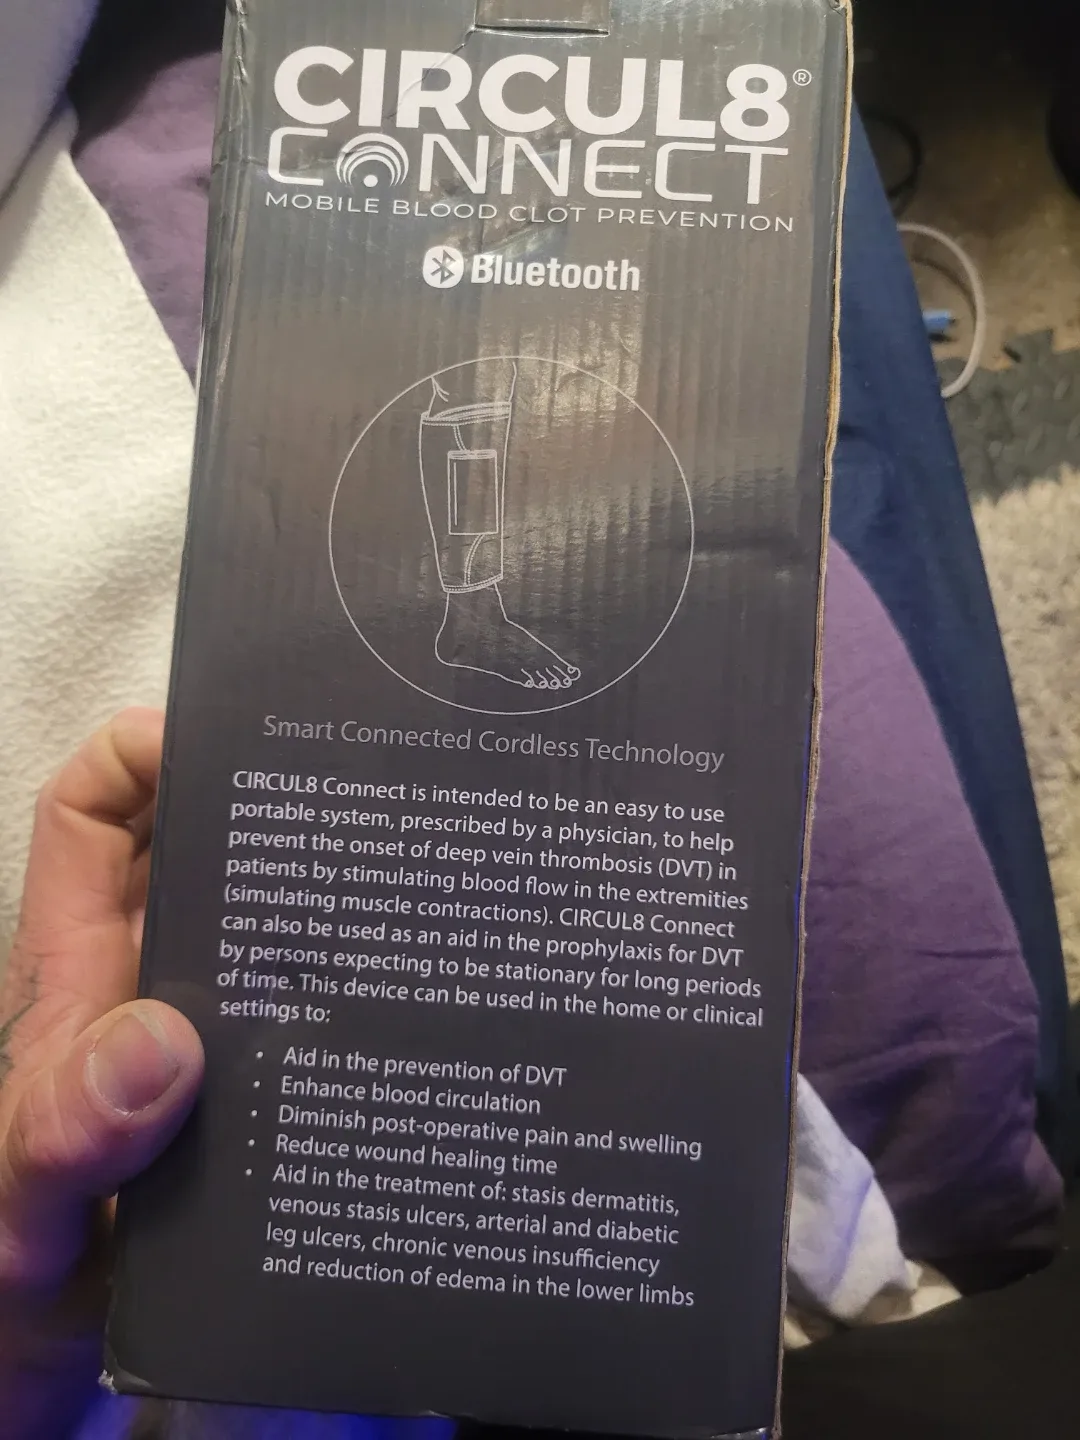 CIRCUL8®
CONNECT
MOBILE BLOOD CLOT PREVENTION
Bluetooth
Smart Connected Cordless Technology
CIRCUL8 Connect is intended to be an easy to use
portable system, prescribed by a physician, to help
prevent the onset of deep vein thrombosis (DVT) in
patients by stimulating blood flow in the extremities
(simulating muscle contractions). CIRCUL8 Connect
can also be used as an aid in the prophylaxis for DVT
by persons expecting to be stationary for long periods
of time. This device can be used in the home or clinical
settings to:
• Aid in the prevention of DVT
• Enhance blood circulation
• Diminish post-operative pain and swelling
• Reduce wound healing time
• Aid in the treatment of: stasis dermatitis,
venous stasis ulcers, arterial and diabetic
leg ulcers, chronic venous insufficiency
and reduction of edema in the lower limbs